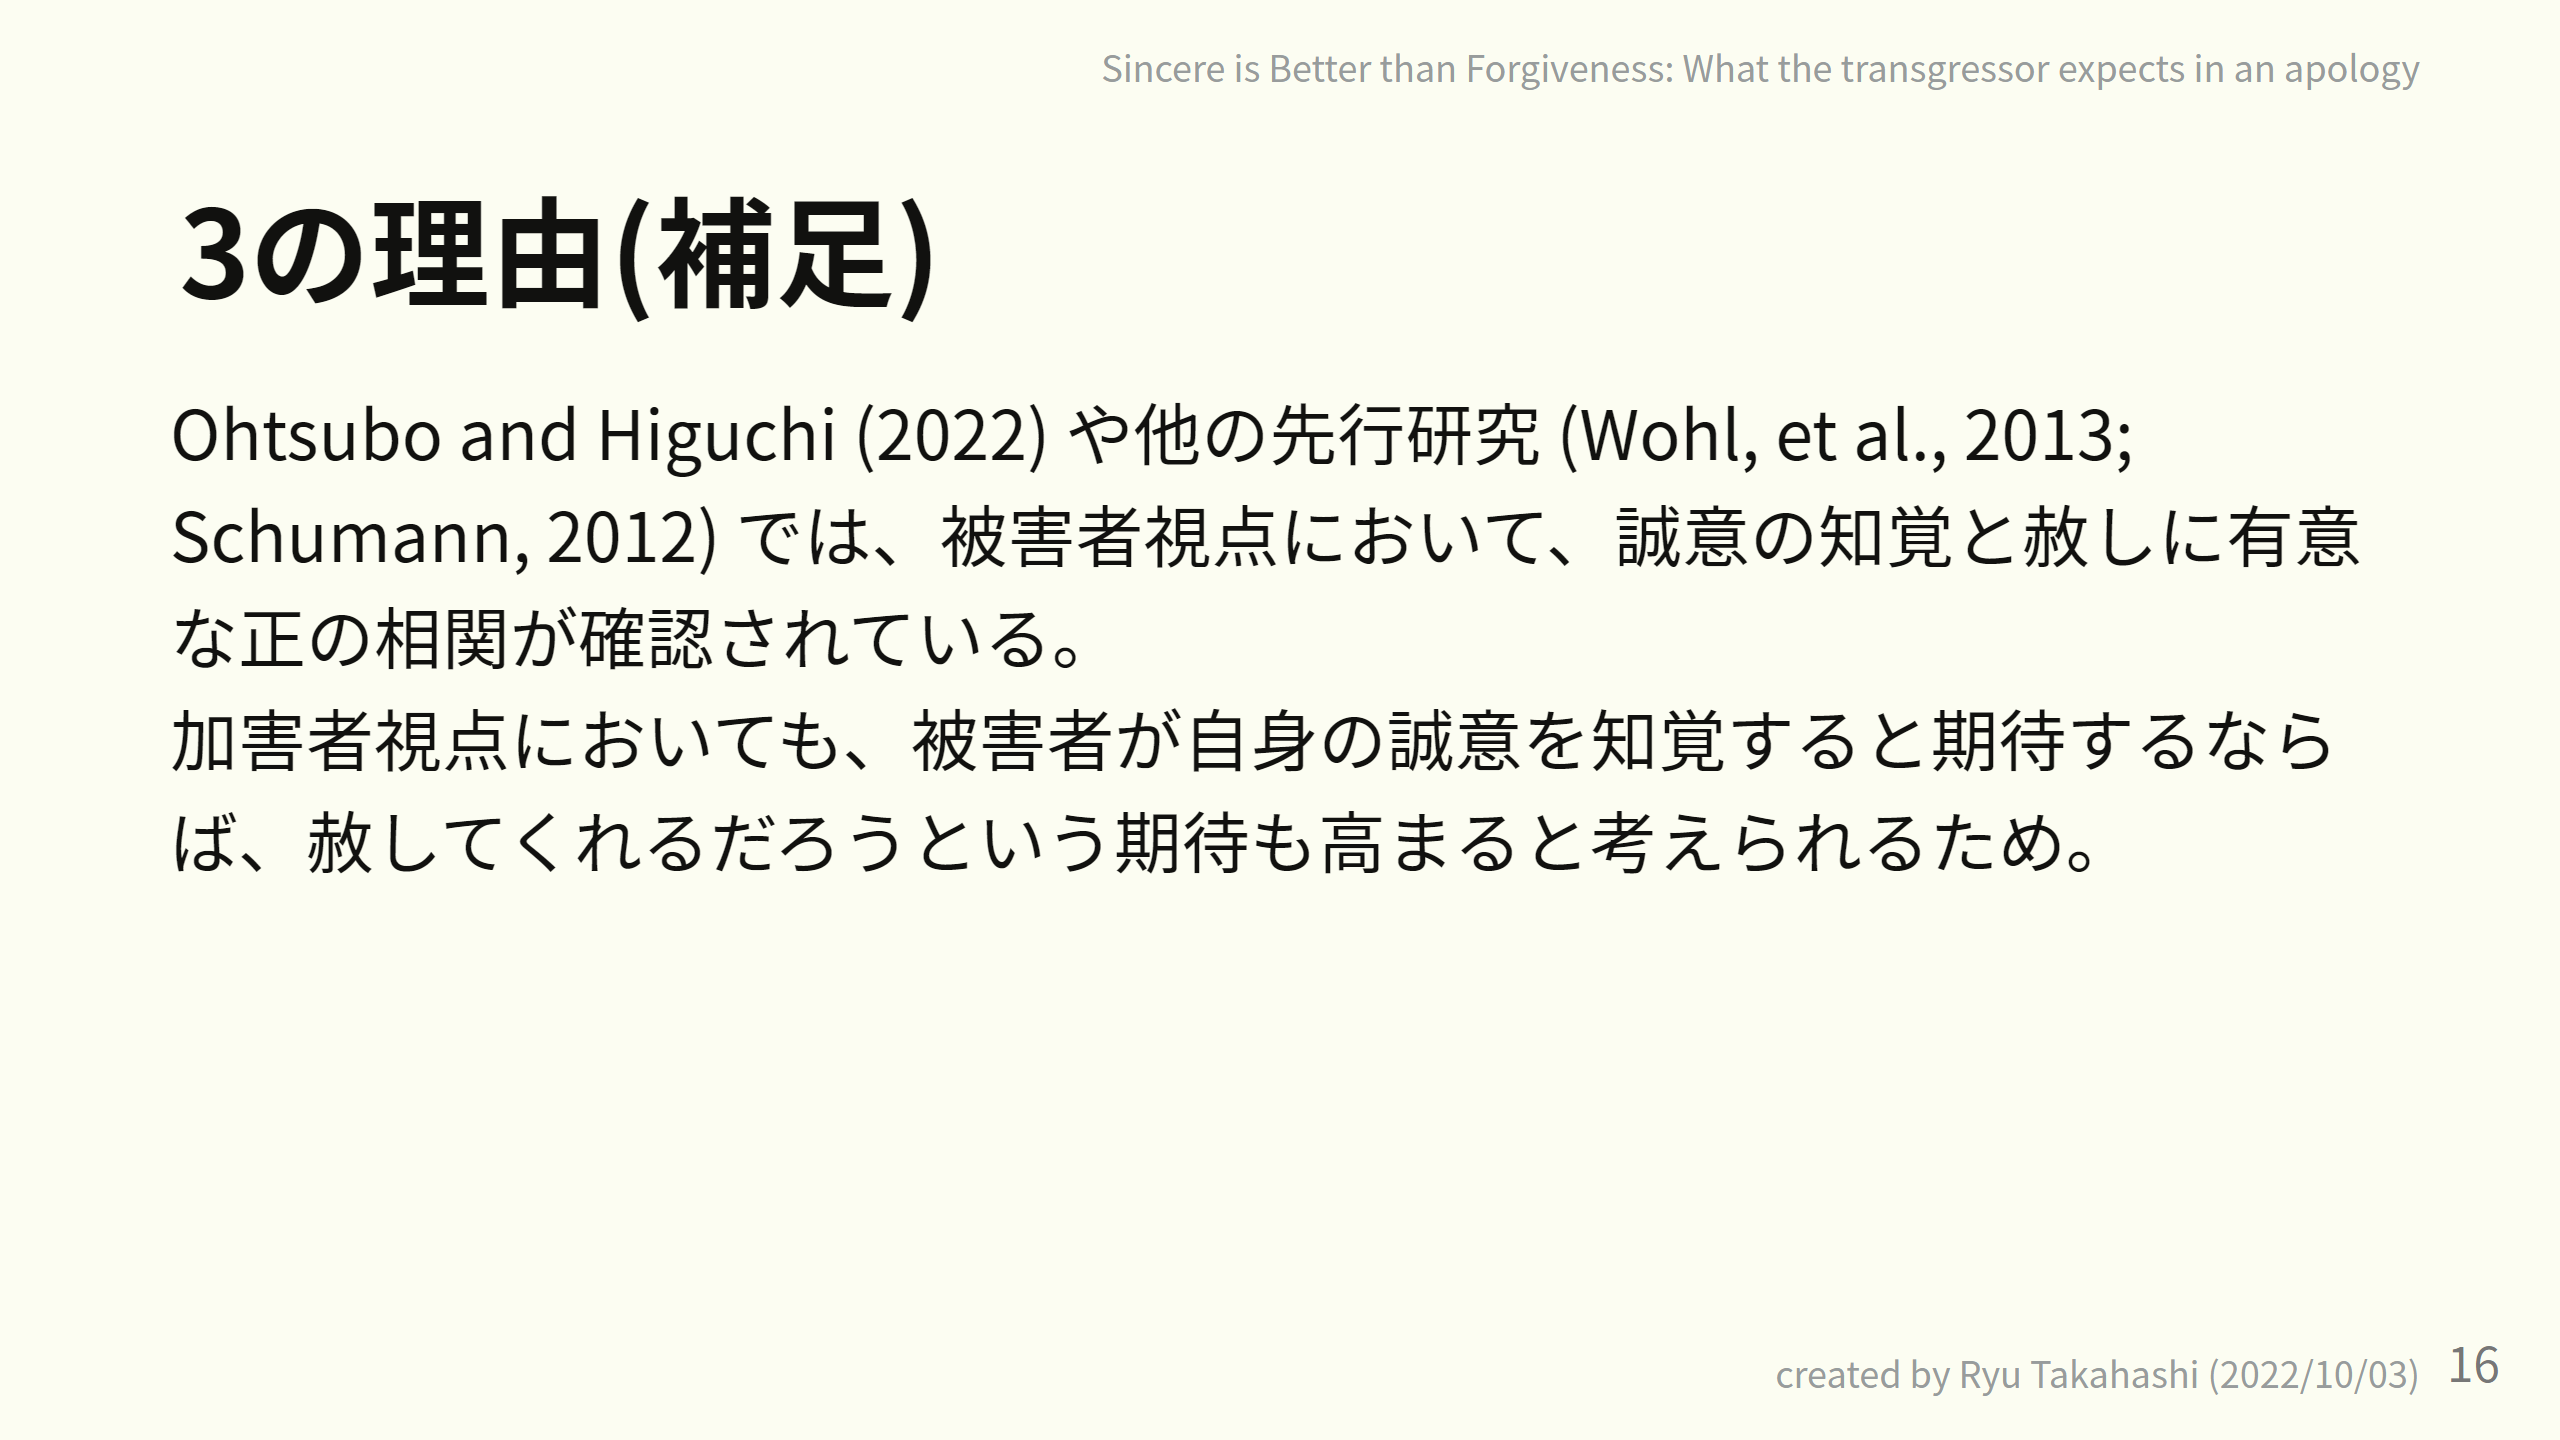 Sincere is Better than Forgiveness: What the transgressor expects in an apology
3の理由(補足)
Ohtsubo and Higuchi (2022) や他の先行研究 (Wohl, et al., 2013;
Schumann, 2012) では、被害者視点において、誠意の知覚と赦しに有意
な正の相関が確認されている。
加害者視点においても、被害者が自身の誠意を知覚すると期待するなら
ば、赦してくれるだろうという期待も高まると考えられるため。
created by Ryu Takahashi (2022/10/03)
16